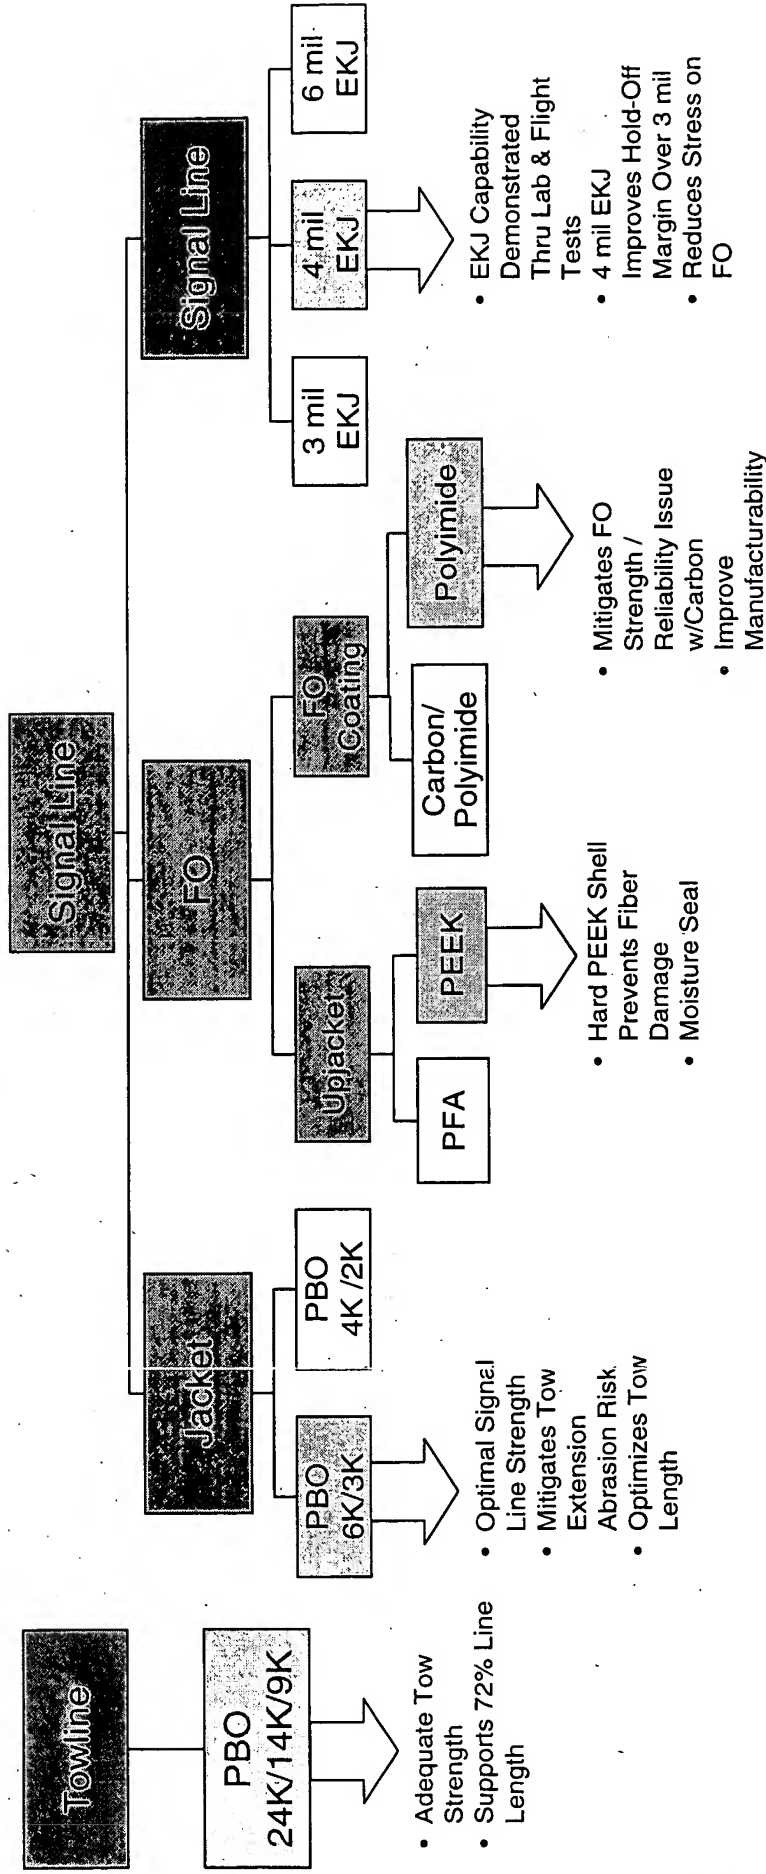 Towline
PBO
24K/14K/9K
• Adequate Tow
Strength
• Supports 72% Line
Length
Signal Line
Jacket
PBO
6K/3K
PBO
4K /2K
• Optimal Signal
Line Strength
• Mitigates Tow
Extension
Abrasion Risk
• Optimizes Tow
Length
FO
Upjacket
PFA
PEEK
• Hard PEEK Shell
Prevents Fiber
Damage
• Moisture Seal
FO
Coating
Carbon/
Polyimide
Polyimide
• Mitigates FO
Strength /
Reliability Issue
w/Carbon
• Improve
Manufacturability
Signal Line
3 mil
EKJ
4 mil
EKJ
6 mil
EKJ
• EKJ Capability
Demonstrated
Thru Lab & Flight
Tests
• 4 mil EKJ
Improves Hold-Off
Margin Over 3 mil
• Reduces Stress on
FO